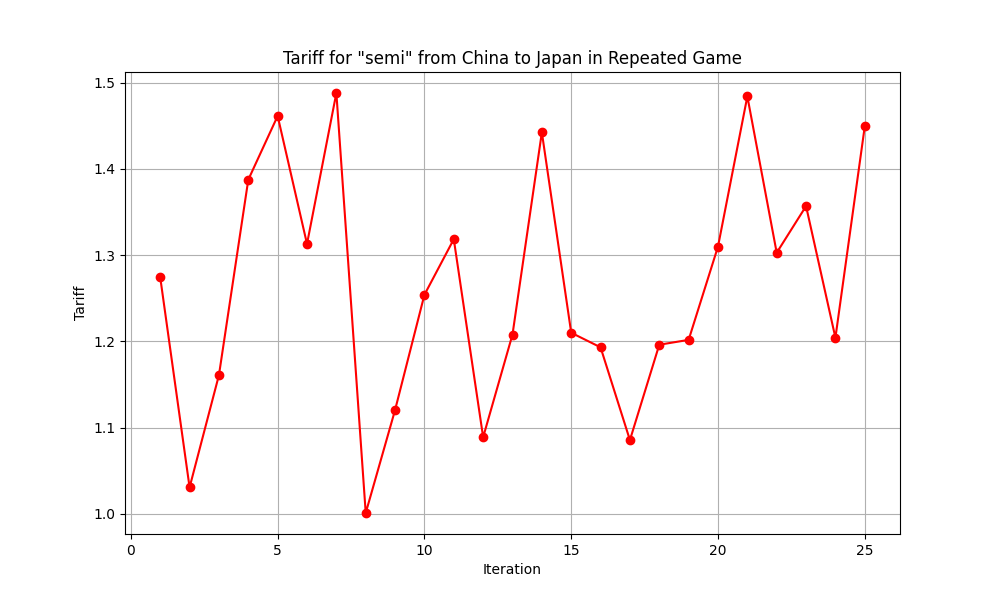 Tariff for "semi" from China to Japan in Repeated Game
1.5
1.4
1.3
1.2
1.1
1.0
Tariff
0 5 10 15 20 25
Iteration